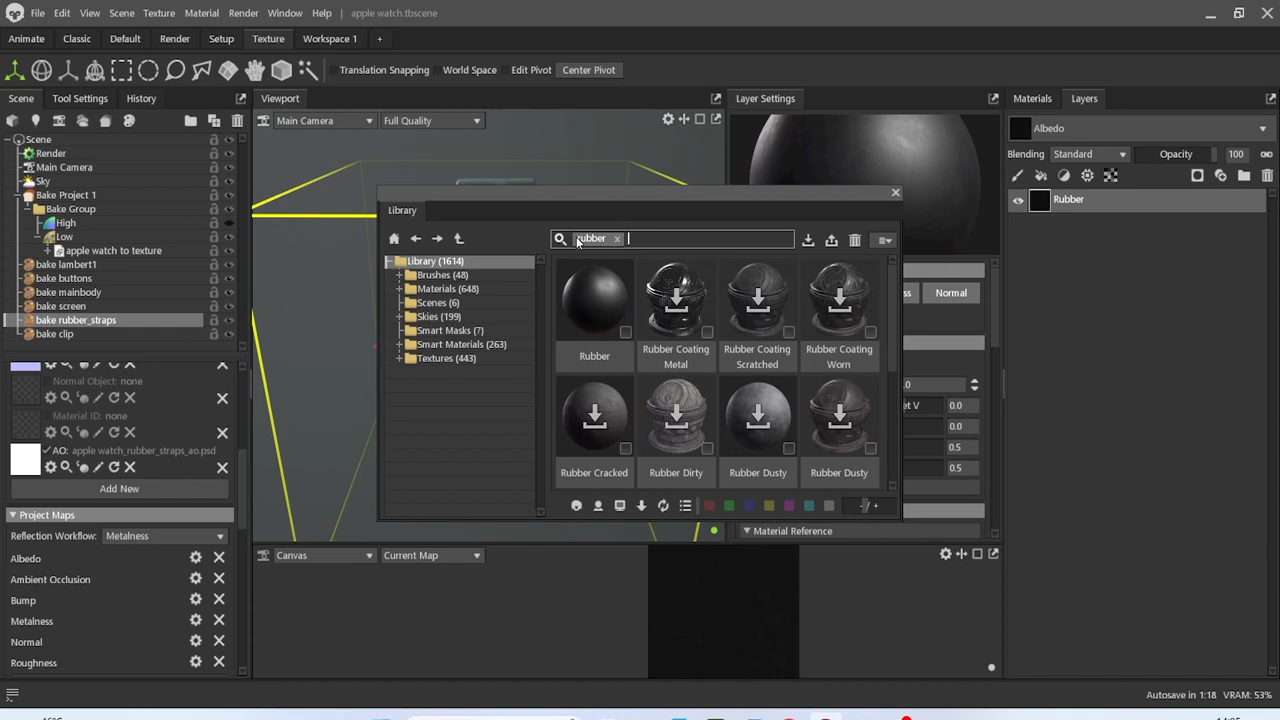 File Edit View Scene Texture Material Render Window Help apple watch.tbscene
Animate Classic Default Render Setup Texture Workspace 1 +
Translation Snapping World Space Edit Pivot Center Pivot
Scene Tool Settings History
Viewport
Layer Settings
Materials Layers
Main Camera Full Quality
Albedo
Blending Standard Opacity 100
Rubber
Scene
Render
Main Camera
Sky
Bake Project 1
Bake Group
High
Low
apple watch to texture
bake lambert1
bake buttons
bake mainbody
bake screen
bake rubber_straps
bake clip
Normal Object: none
Material ID: none
AO: apple watch_rubber_straps_ao.psd
Add New
Project Maps
Reflection Workflow: Metalness
Albedo
Ambient Occlusion
Bump
Metalness
Normal
Roughness
Library
rubber
Library (1614)
Brushes (48)
Materials (648)
Scenes (6)
Skies (199)
Smart Masks (7)
Smart Materials (263)
Textures (443)
Rubber
Rubber Coating Metal
Rubber Coating Scratched
Rubber Coating Worn
Rubber Cracked
Rubber Dirty
Rubber Dusty
Rubber Dusty
-/+
Normal
0.0
0.0
0.5
0.5
Material Reference
Canvas Current Map
Autosave in 1:18 VRAM: 53%